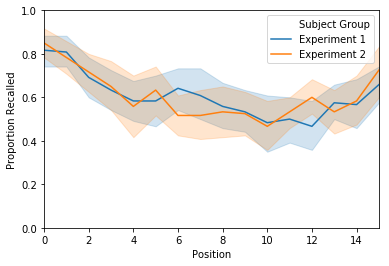 Subject Group
Experiment 1
Experiment 2
Proportion Recalled
1.0
0.8
0.6
0.4
0.2
0.0
0 2 4 6 8 10 12 14
Position